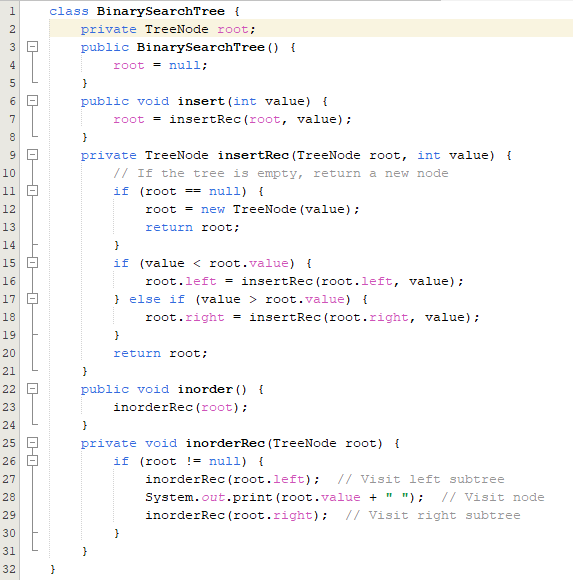 1 class BinarySearchTree {
2     private TreeNode root;
3     public BinarySearchTree() {
4         root = null;
5     }
6     public void insert(int value) {
7         root = insertRec(root, value);
8     }
9     private TreeNode insertRec(TreeNode root, int value) {
10         // If the tree is empty, return a new node
11         if (root == null) {
12             root = new TreeNode(value);
13             return root;
14         }
15         if (value < root.value) {
16             root.left = insertRec(root.left, value);
17         } else if (value > root.value) {
18             root.right = insertRec(root.right, value);
19         }
20         return root;
21     }
22     public void inorder() {
23         inorderRec(root);
24     }
25     private void inorderRec(TreeNode root) {
26         if (root != null) {
27             inorderRec(root.left);  // Visit left subtree
28             System.out.print(root.value + " ");  // Visit node
29             inorderRec(root.right);  // Visit right subtree
30         }
31     }
32 }